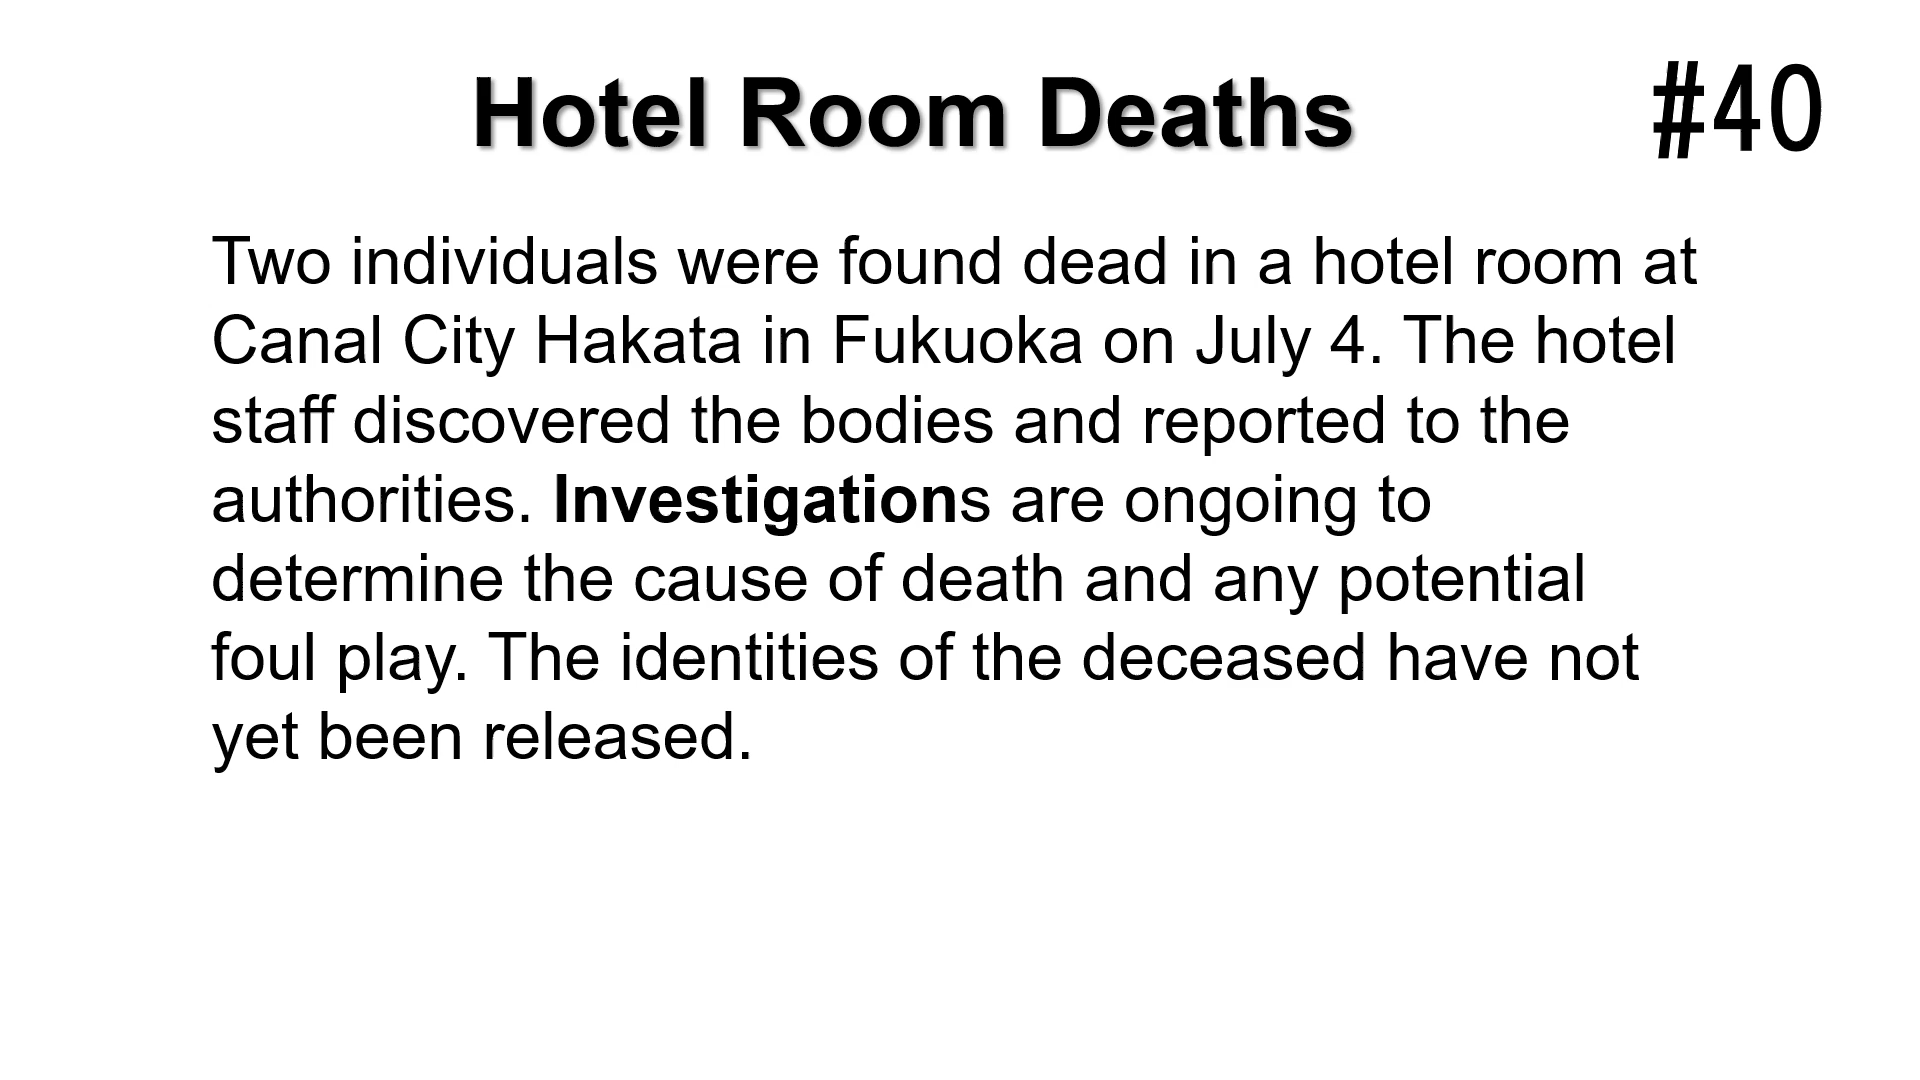 Hotel Room Deaths
#40
Two individuals were found dead in a hotel room at
Canal City Hakata in Fukuoka on July 4. The hotel
staff discovered the bodies and reported to the
authorities. Investigations are ongoing to
determine the cause of death and any potential
foul play. The identities of the deceased have not
yet been released.